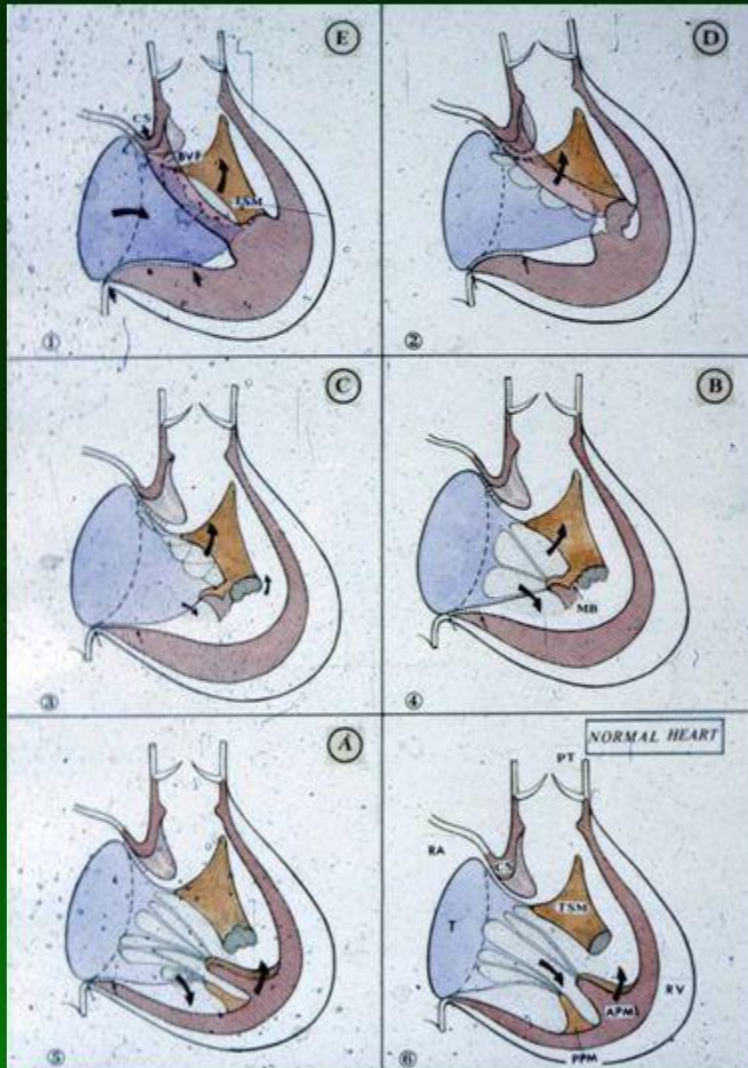 E
CS
BVF
TSM
①
D
②
C
③
B
MB
④
A
⑤
NORMAL HEART
PT
RA
CS
TSM
T
RV
APM
PPM
⑥